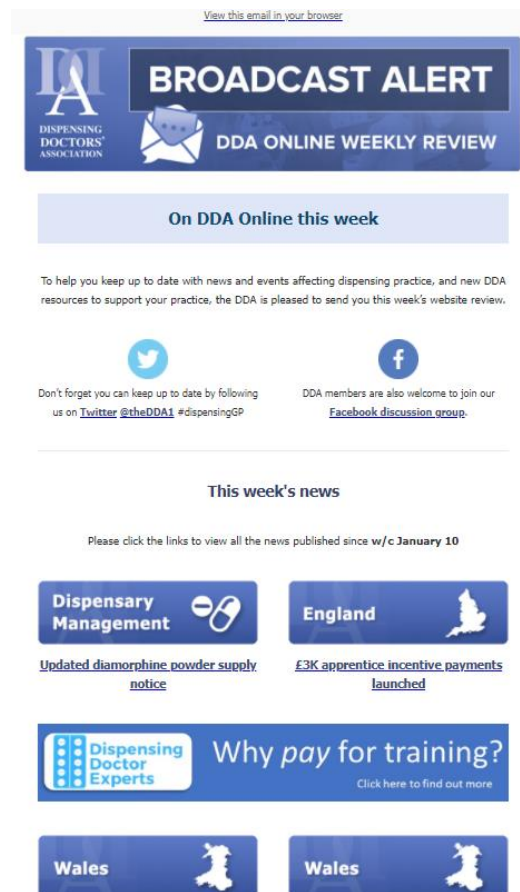 View this email in your browser
DDA
DISPENSING
DOCTORS'
ASSOCIATION
BROADCAST ALERT
DDA ONLINE WEEKLY REVIEW
On DDA Online this week
To help you keep up to date with news and events affecting dispensing practice, and new DDA
resources to support your practice, the DDA is pleased to send you this week's website review.
Don't forget you can keep up to date by following
us on Twitter @theDDA1 #dispensingGP
DDA members are also welcome to join our
Facebook discussion group.
This week's news
Please click the links to view all the news published since w/c January 10
Dispensary
Management
Updated diamorphine powder supply
notice
England
£3K apprentice incentive payments
launched
Dispensing
Doctor
Experts
Why pay for training?
Click here to find out more
Wales
Wales